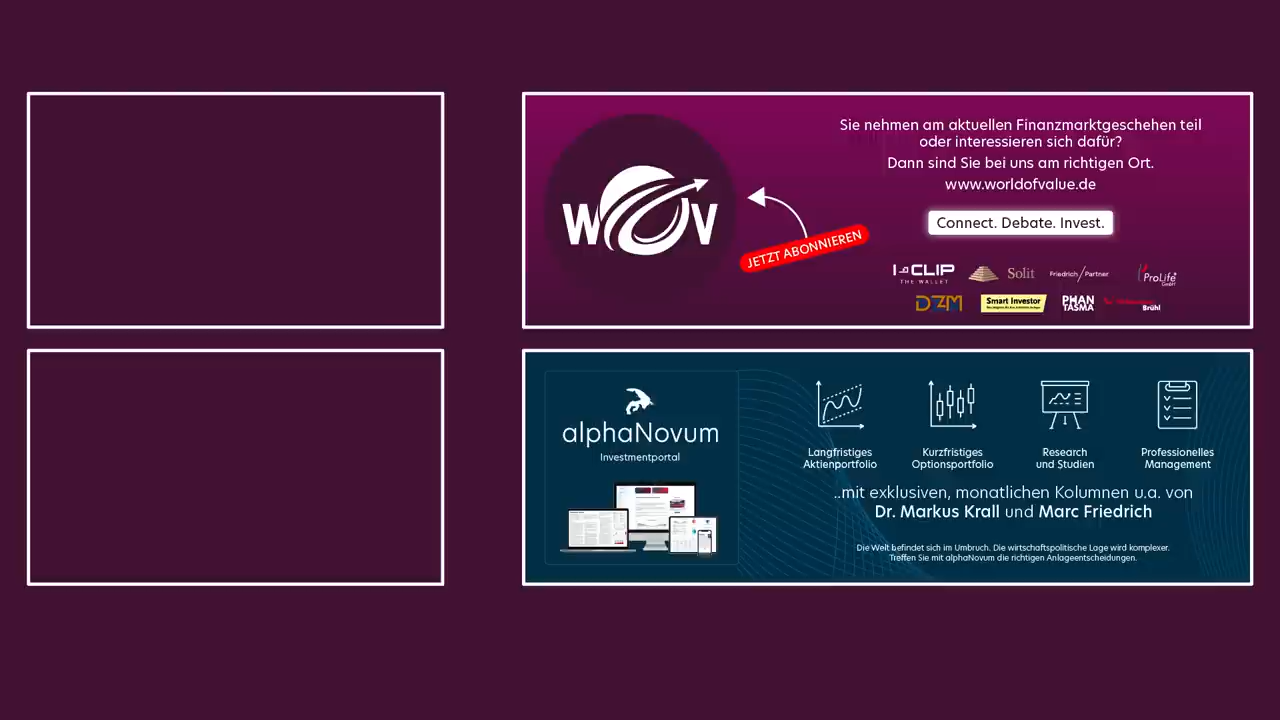 Sie nehmen am aktuellen Finanzmarktgeschehen teil
oder interessieren sich dafür?
Dann sind Sie bei uns am richtigen Ort.
www.worldofvalue.de
WOV
JETZT ABONNIEREN
Connect. Debate. Invest.
I-CLIP
THE WALLET
Solit
Friedrich/Partner
ProLife
GmbH
DZM
Smart Investor
PHAN
TASMA
Brühl
alphaNovum
Investmentportal
Langfristiges
Aktienportfolio
Kurzfristiges
Optionsportfolio
Research
und Studien
Professionelles
Management
..mit exklusiven, monatlichen Kolumnen u.a. von
Dr. Markus Krall und Marc Friedrich
Die Welt befindet sich im Umbruch. Die wirtschaftspolitische Lage wird komplexer.
Treffen Sie mit alphaNovum die richtigen Anlageentscheidungen.